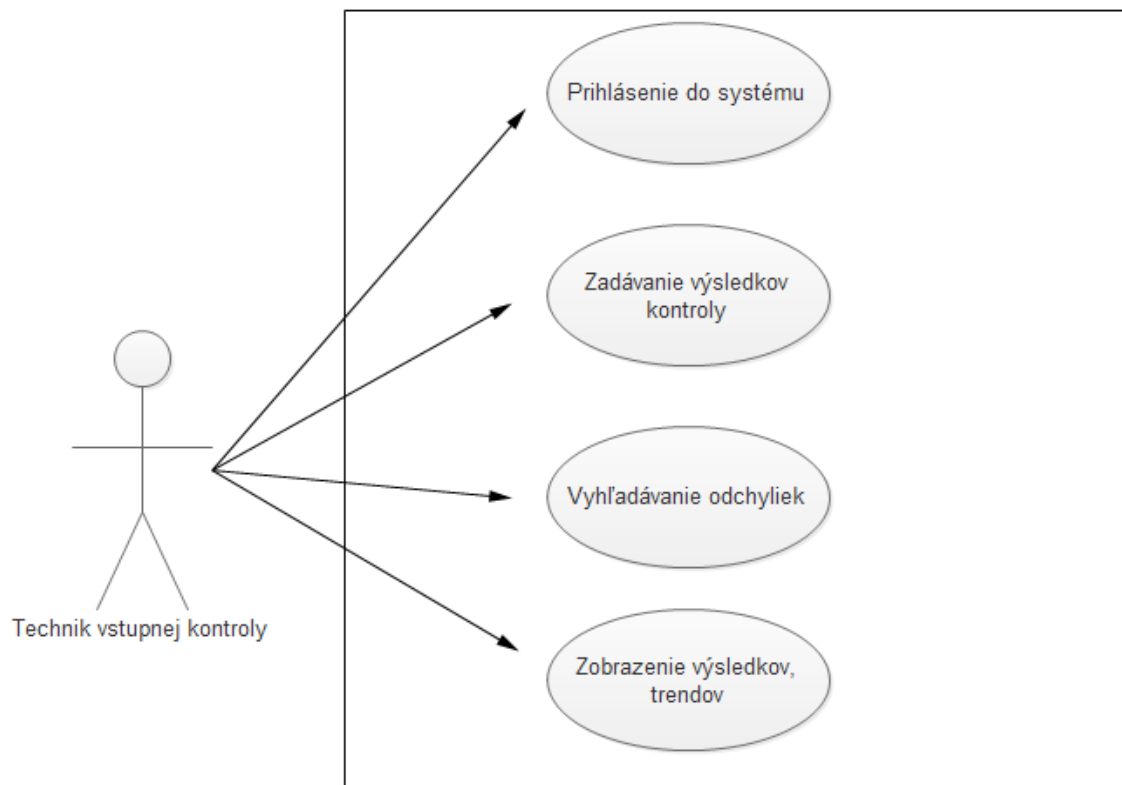 Prihlásenie do systému
Zadávanie výsledkov
kontroly
Vyhľadávanie odchyliek
Technik vstupnej kontroly
Zobrazenie výsledkov,
trendov